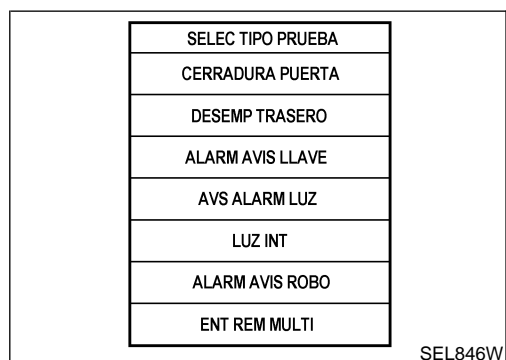 SELEC TIPO PRUEBA
CERRADURA PUERTA
DESEMP TRASERO
ALARM AVIS LLAVE
AVS ALARM LUZ
LUZ INT
ALARM AVIS ROBO
ENT REM MULTI
SEL846W